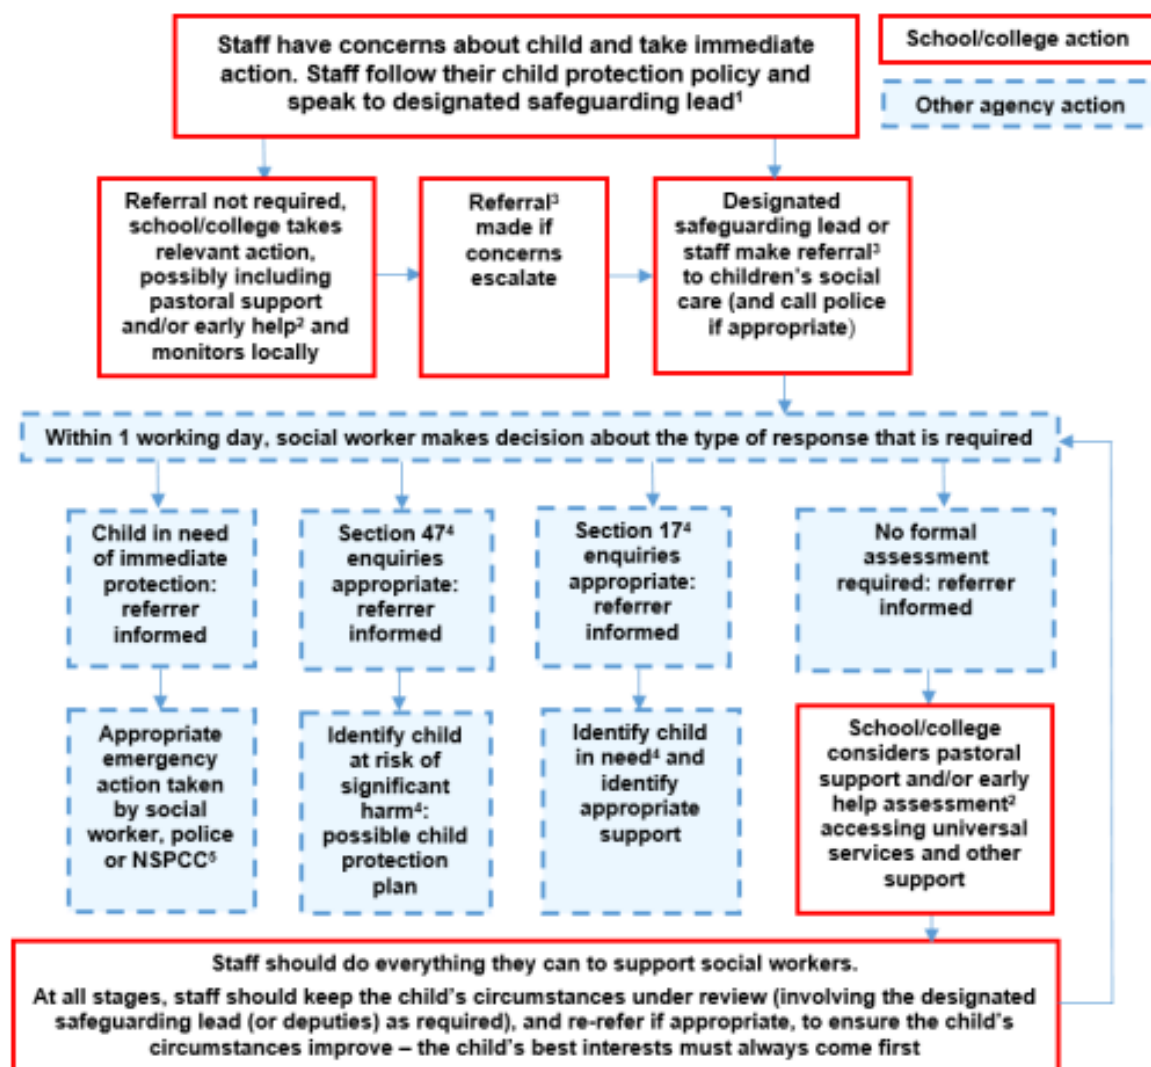 Staff have concerns about child and take immediate
action. Staff follow their child protection policy and
speak to designated safeguarding lead¹
School/college action
Other agency action
Referral not required,
school/college takes
relevant action,
possibly including
pastoral support
and/or early help² and
monitors locally
Referral³
made if
concerns
escalate
Designated
safeguarding lead or
staff make referral³
to children's social
care (and call police
if appropriate)
Within 1 working day, social worker makes decision about the type of response that is required
Child in need
of immediate
protection:
referrer
informed
Section 47⁴
enquiries
appropriate:
referrer
informed
Section 17⁴
enquiries
appropriate:
referrer
informed
No formal
assessment
required: referrer
informed
Appropriate
emergency
action taken
by social
worker, police
or NSPCC⁵
Identify child
at risk of
significant
harm⁴:
possible child
protection
plan
Identify child
in need⁴ and
identify
appropriate
support
School/college
considers pastoral
support and/or early
help assessment²
accessing universal
services and other
support
Staff should do everything they can to support social workers.
At all stages, staff should keep the child's circumstances under review (involving the designated
safeguarding lead (or deputies) as required), and re-refer if appropriate, to ensure the child's
circumstances improve – the child's best interests must always come first